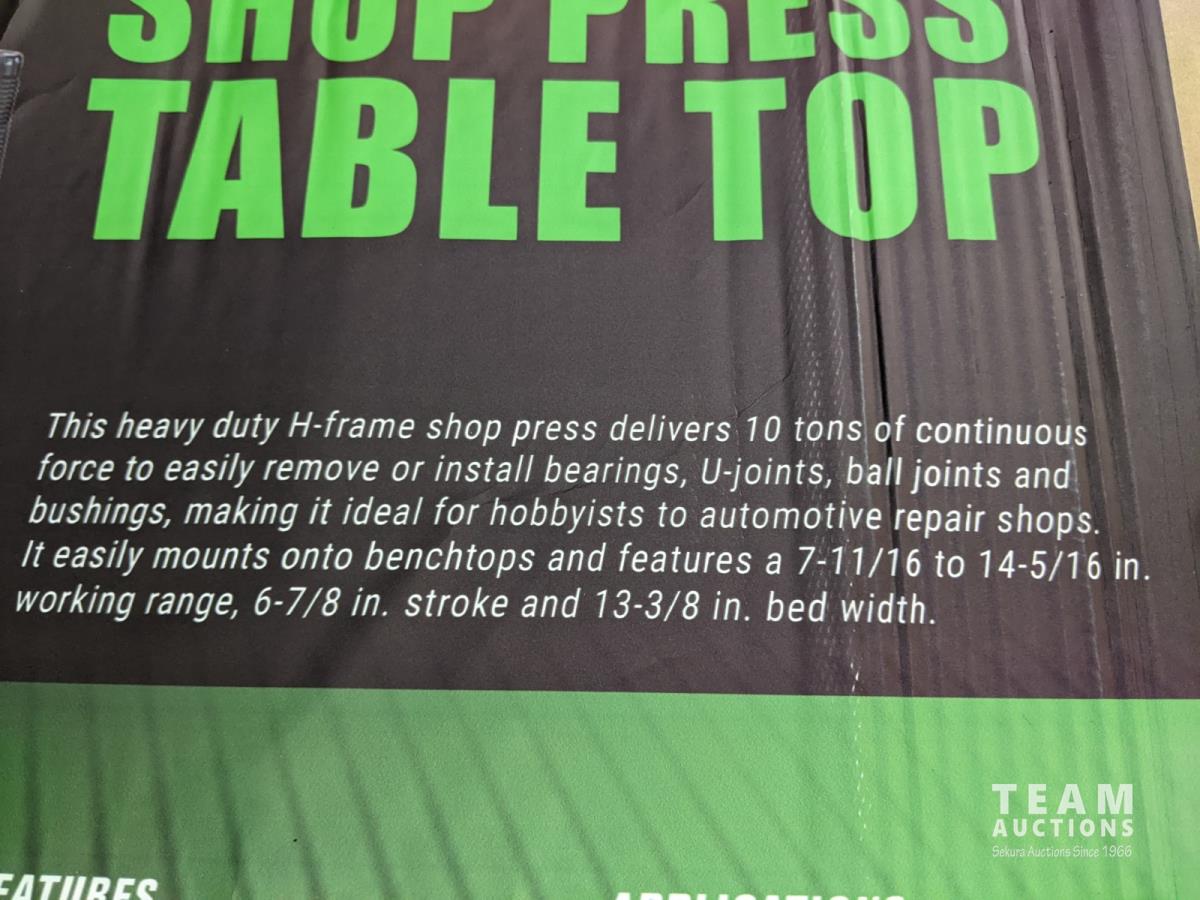 SHOP PRESS
TABLE TOP
This heavy duty H-frame shop press delivers 10 tons of continuous
force to easily remove or install bearings, U-joints, ball joints and
bushings, making it ideal for hobbyists to automotive repair shops.
It easily mounts onto benchtops and features a 7-11/16 to 14-5/16 in.
working range, 6-7/8 in. stroke and 13-3/8 in. bed width.
TEAM
AUCTIONS
Sekura Auctions Since 1966
EATURES
APPLICATIONS